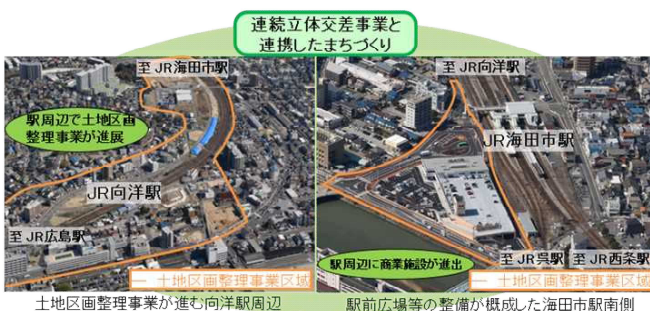 連続立体交差事業と
連携したまちづくり
至 JR海田市駅
駅周辺で土地区画
整理事業が進展
JR向洋駅
至 JR広島駅
土地区画整理事業区域
土地区画整理事業が進む向洋駅周辺
至 JR向洋駅
JR海田市駅
駅周辺に商業施設が進出
至 JR呉駅
至 JR西条駅
土地区画整理事業区域
駅前広場等の整備が概成した海田市駅南側